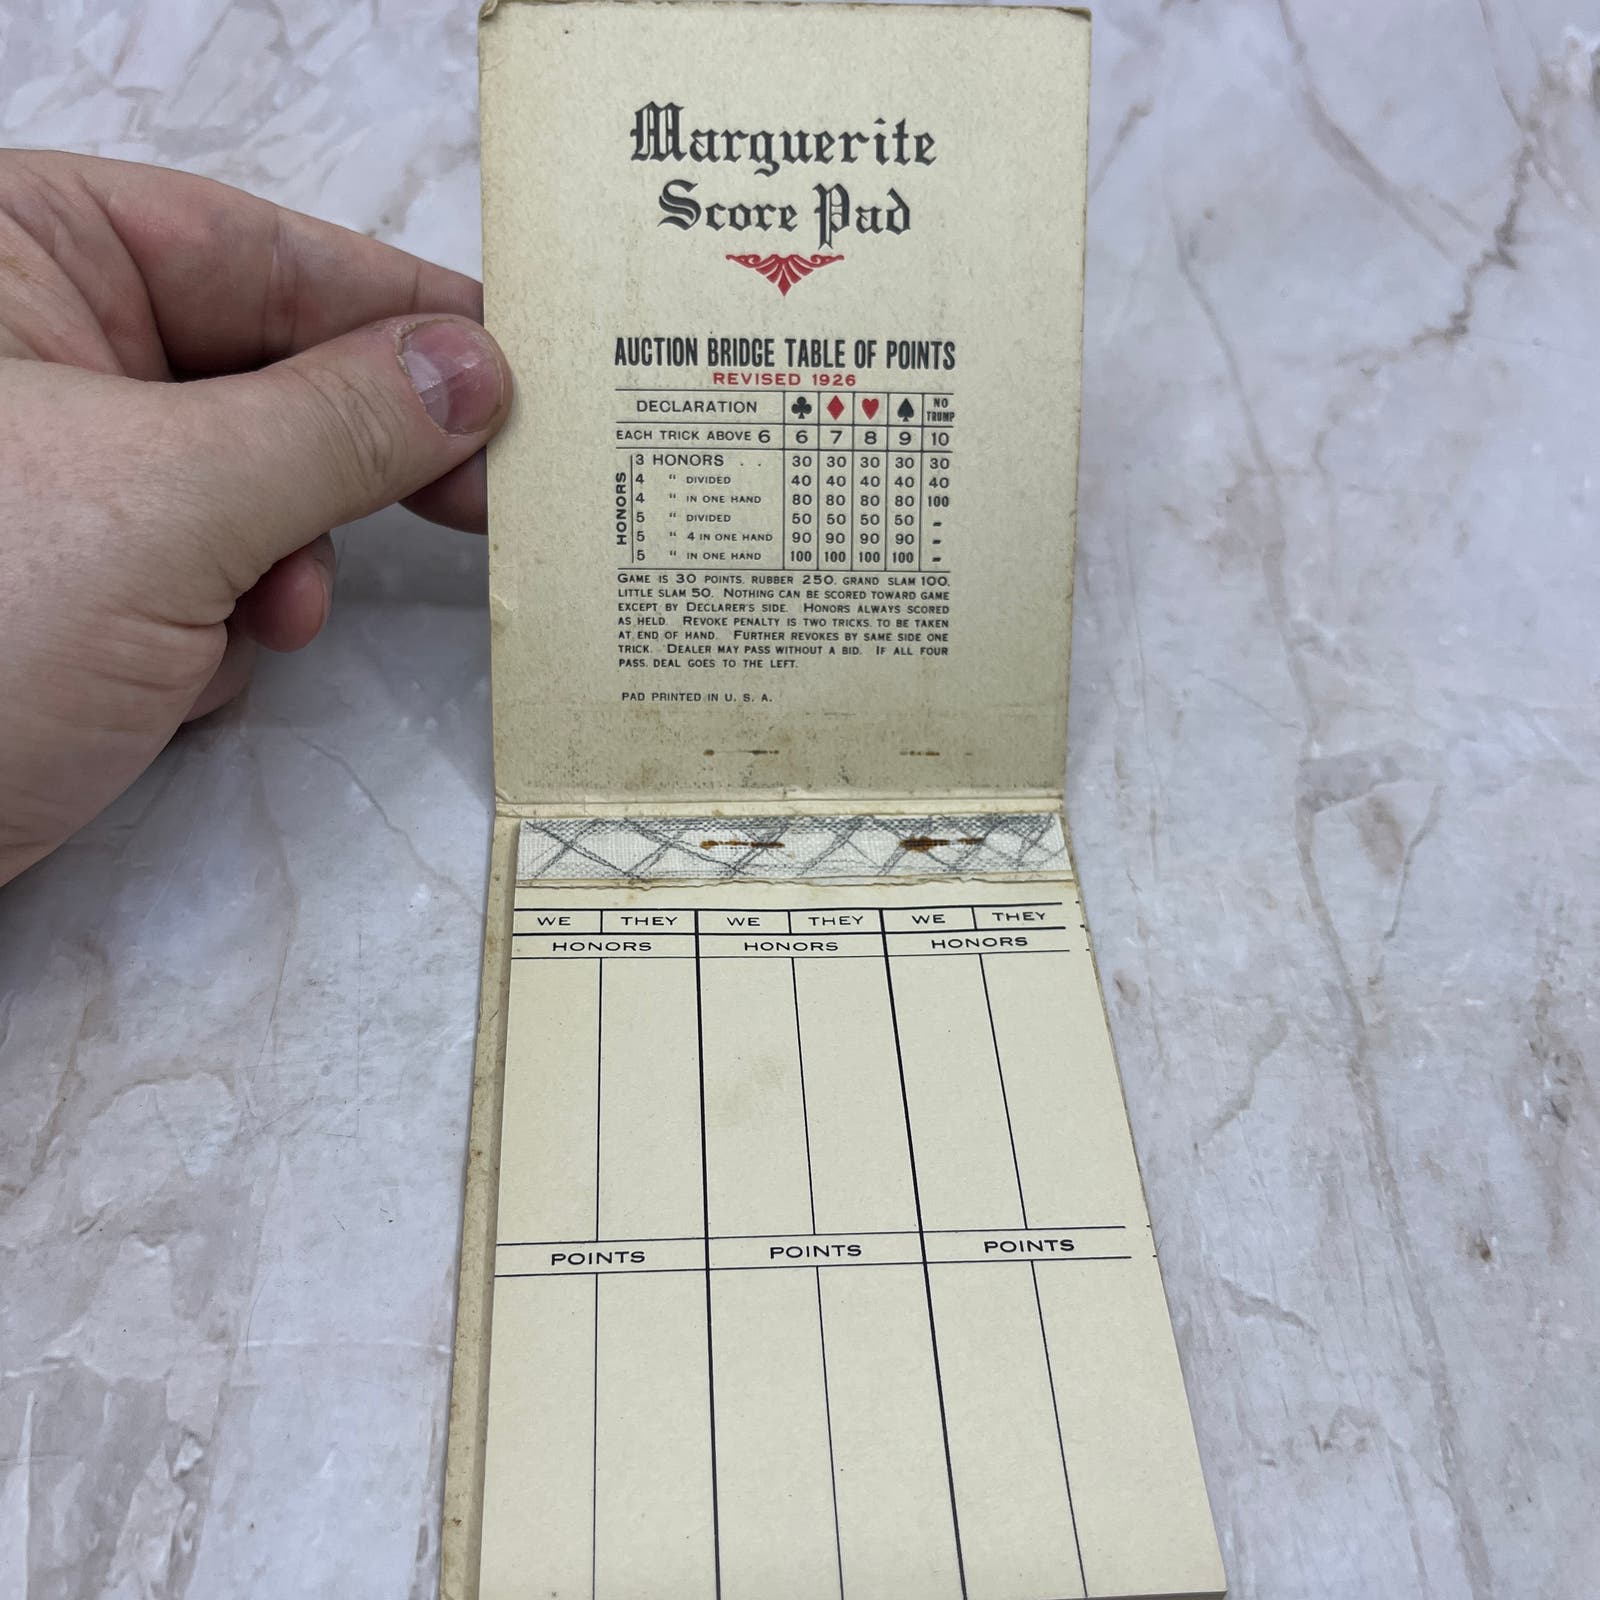 Marguerite
Score Pad
AUCTION BRIDGE TABLE OF POINTS
REVISED 1926
DECLARATION ♣ ♦ ♥ ♠ NO TRUMP
EACH TRICK ABOVE 6 6 7 8 9 10
HONORS
3 HONORS . . 30 30 30 30 30
4 " DIVIDED 40 40 40 40 40
4 " IN ONE HAND 80 80 80 80 100
5 " DIVIDED 50 50 50 50 -
5 " 4 IN ONE HAND 90 90 90 90 -
5 " IN ONE HAND 100 100 100 100 -
GAME IS 30 POINTS, RUBBER 250, GRAND SLAM 100,
LITTLE SLAM 50. NOTHING CAN BE SCORED TOWARD GAME
EXCEPT BY DECLARER'S SIDE. HONORS ALWAYS SCORED
AS HELD. REVOKE PENALTY IS TWO TRICKS, TO BE TAKEN
AT END OF HAND. FURTHER REVOKES BY SAME SIDE ONE
TRICK. DEALER MAY PASS WITHOUT A BID. IF ALL FOUR
PASS, DEAL GOES TO THE LEFT.
PAD PRINTED IN U. S. A.
WE THEY WE THEY WE THEY
HONORS HONORS HONORS
POINTS POINTS POINTS